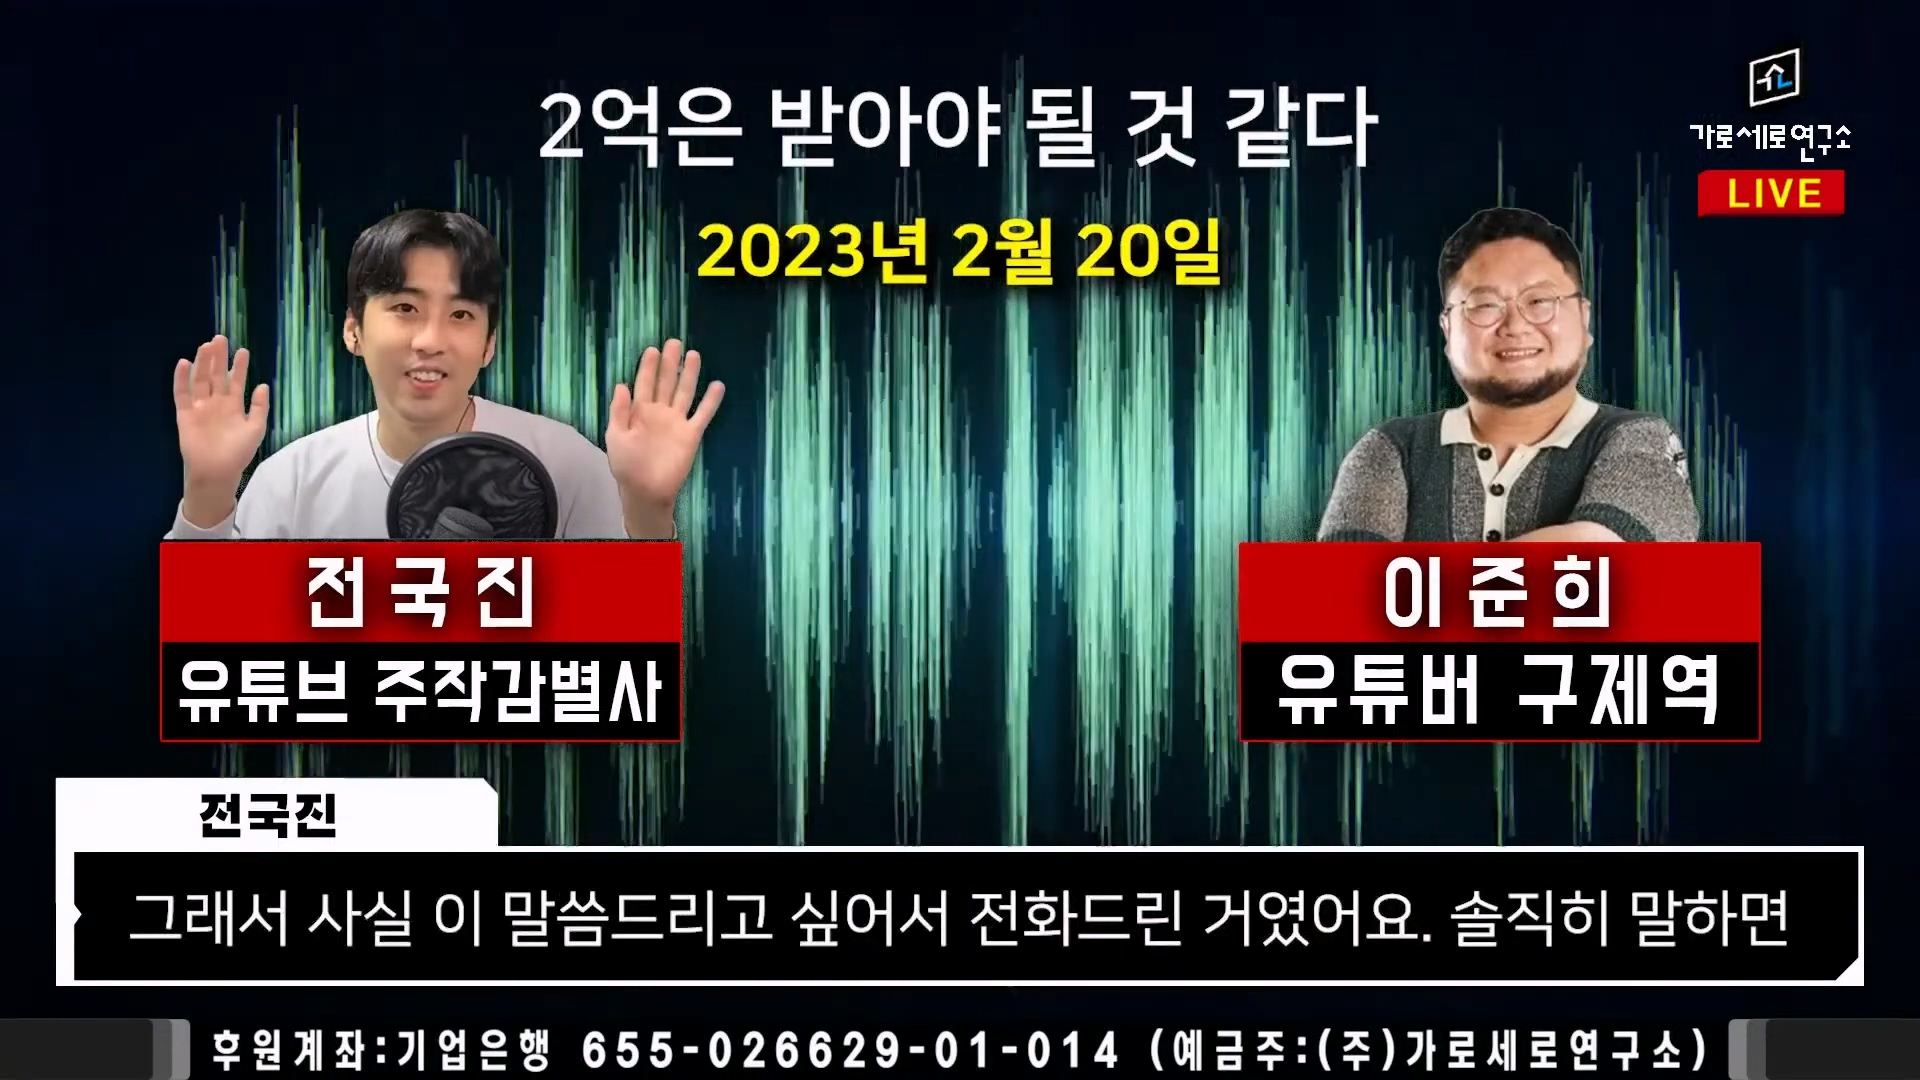 2억은 받아야 될 것 같다
2023년 2월 20일
가로세로연구소
LIVE
전국진
유튜브 주작감별사
이준희
유튜버 구제역
전국진
그래서 사실 이 말씀드리고 싶어서 전화드린 거였어요. 솔직히 말하면
후원계좌:기업은행 655-026629-01-014 (예금주:(주)가로세로연구소)